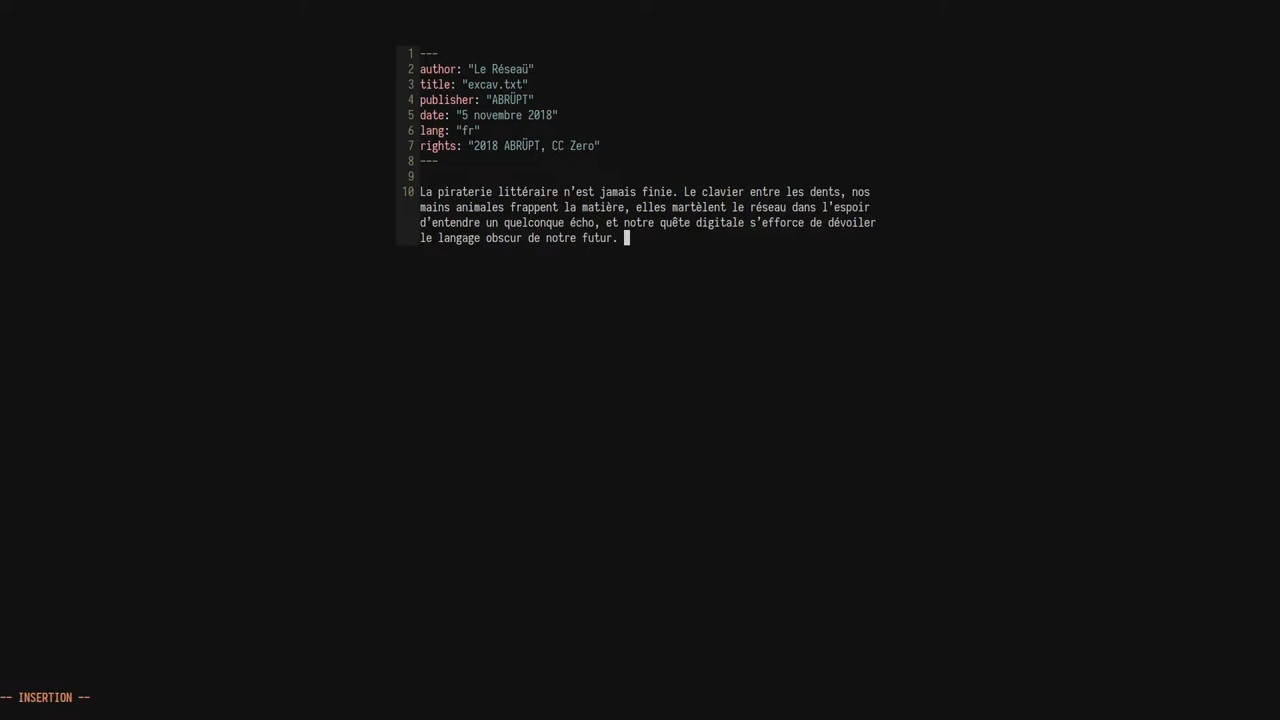 1 ---
2 author: "Le Réseaü"
3 title: "excav.txt"
4 publisher: "ABRÜPT"
5 date: "5 novembre 2018"
6 lang: "fr"
7 rights: "2018 ABRÜPT, CC Zero"
8 ---
9
10 La piraterie littéraire n’est jamais finie. Le clavier entre les dents, nos
mains animales frappent la matière, elles martèlent le réseau dans l’espoir
d’entendre un quelconque écho, et notre quête digitale s’efforce de dévoiler
le langage obscur de notre futur.
-- INSERTION --